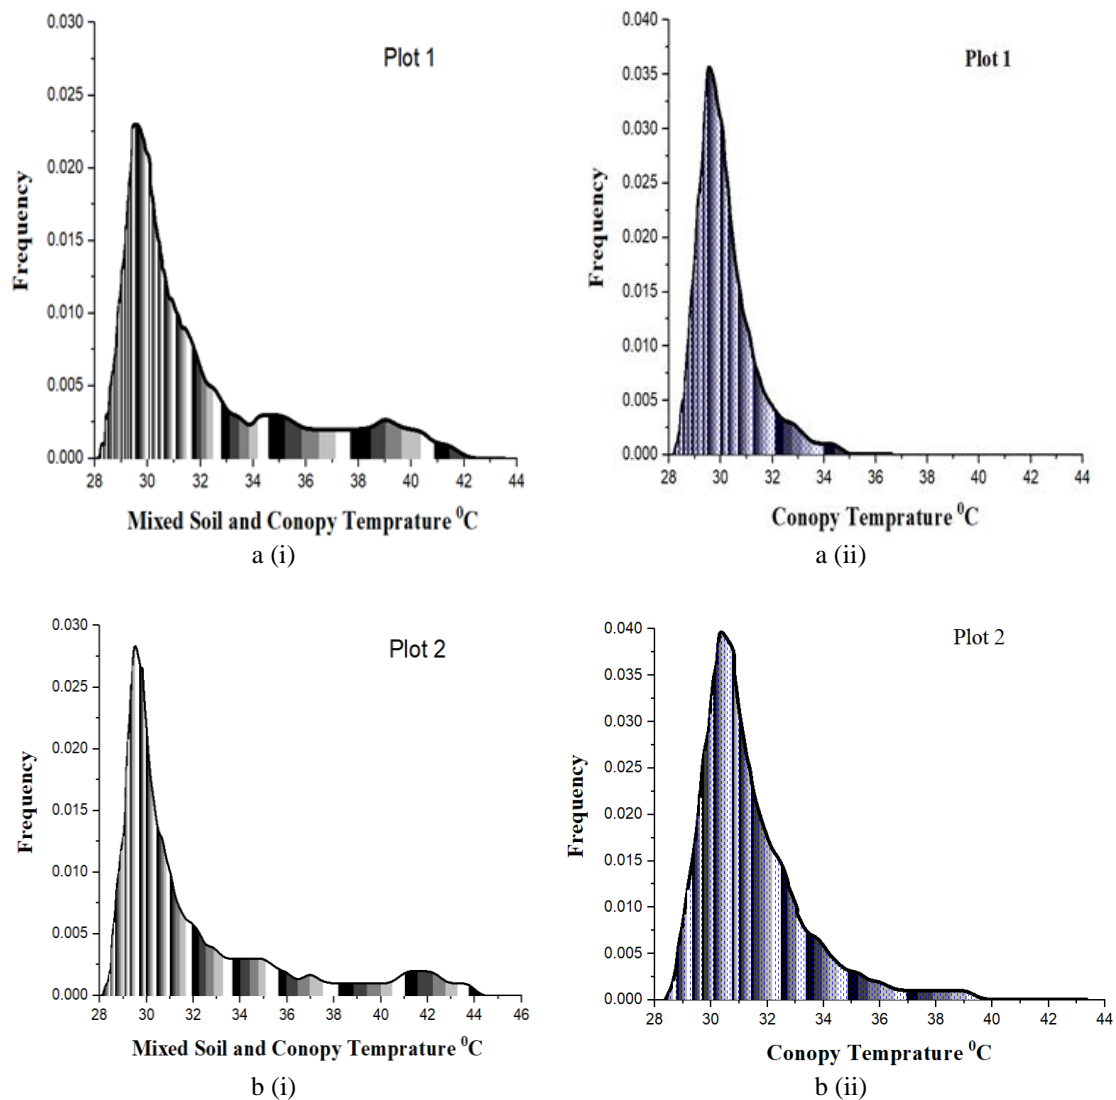 Plot 1
Frequency
0.030
0.025
0.020
0.015
0.010
0.005
0.000
28 30 32 34 36 38 40 42 44
Mixed Soil and Conopy Temprature ⁰C
a (i)
Plot 1
Frequency
0.040
0.035
0.030
0.025
0.020
0.015
0.010
0.005
0.000
28 30 32 34 36 38 40 42 44
Conopy Temprature ⁰C
a (ii)
Plot 2
Frequency
0.030
0.025
0.020
0.015
0.010
0.005
0.000
28 30 32 34 36 38 40 42 44 46
Mixed Soil and Conopy Temprature ⁰C
b (i)
Plot 2
Frequency
0.040
0.035
0.030
0.025
0.020
0.015
0.010
0.005
0.000
28 30 32 34 36 38 40 42 44
Conopy Temprature ⁰C
b (ii)